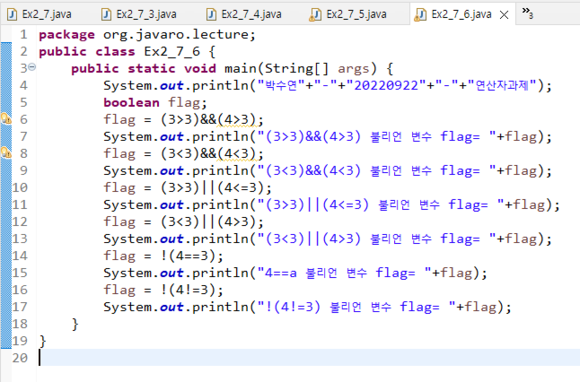 Ex2_7.java Ex2_7_3.java Ex2_7_4.java Ex2_7_5.java Ex2_7_6.java 3
1 package org.javaro.lecture;
2 public class Ex2_7_6 {
3 public static void main(String[] args) {
4 System.out.println("박수연"+"-"+"20220922"+"-"+"연산자과제");
5 boolean flag;
6 flag = (3>3)&&(4>3);
7 System.out.println("(3>3)&&(4>3) 불리언 변수 flag= "+flag);
8 flag = (3<3)&&(4<3);
9 System.out.println("(3<3)&&(4<3) 불리언 변수 flag= "+flag);
10 flag = (3>3)||(4<=3);
11 System.out.println("(3>3)||(4<=3) 불리언 변수 flag= "+flag);
12 flag = (3<3)||(4>3);
13 System.out.println("(3<3)||(4>3) 불리언 변수 flag= "+flag);
14 flag = !(4==3);
15 System.out.println("4==a 불리언 변수 flag= "+flag);
16 flag = !(4!=3);
17 System.out.println("!(4!=3) 불리언 변수 flag= "+flag);
18 }
19 }
20